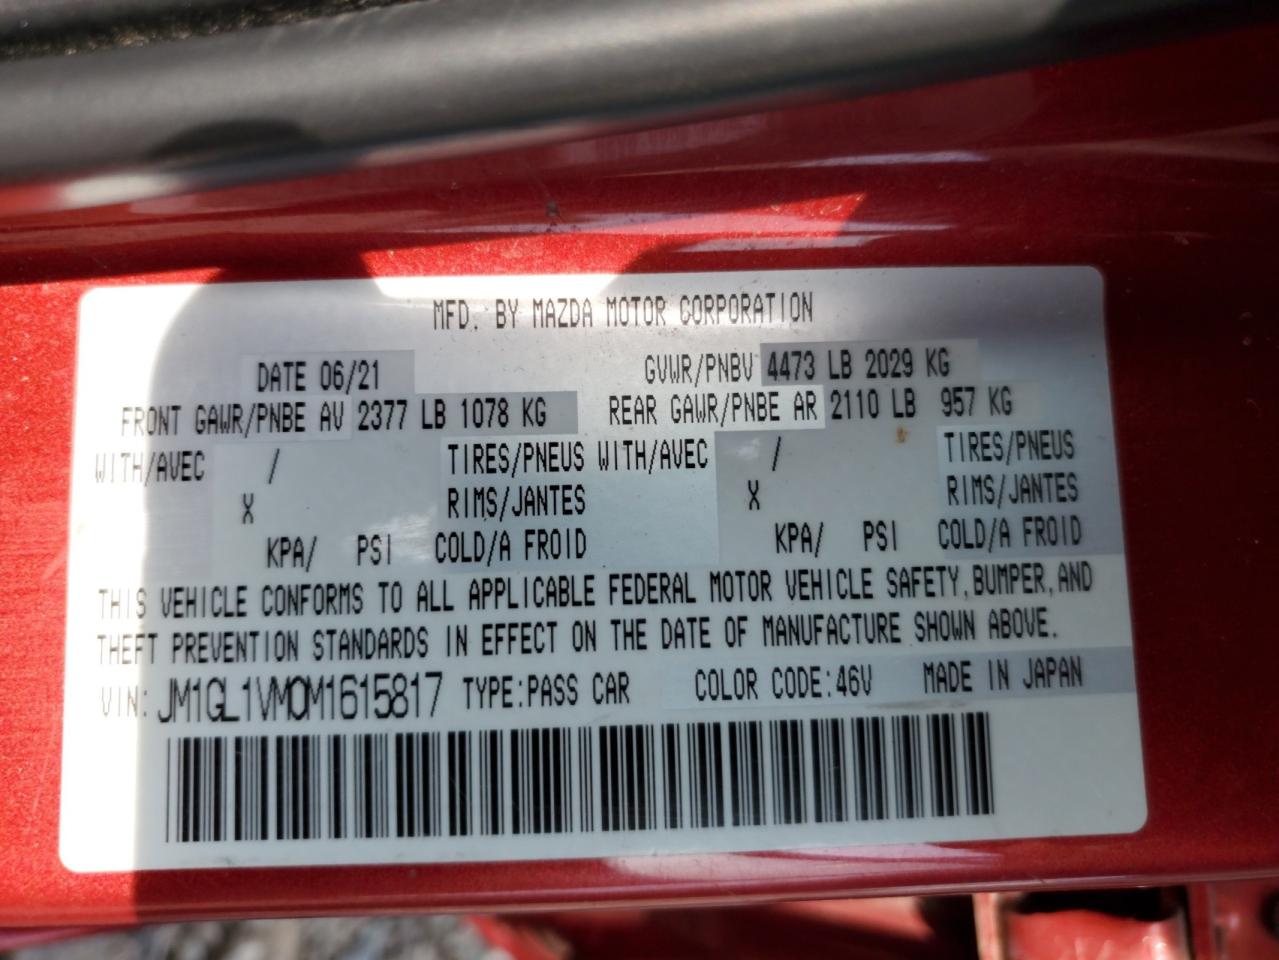 MFD. BY MAZDA MOTOR CORPORATION
DATE 06/21 GVWR/PNBV 4473 LB 2029 KG
FRONT GAWR/PNBE AV 2377 LB 1078 KG REAR GAWR/PNBE AR 2110 LB 957 KG
WITH/AVEC / TIRES/PNEUS WITH/AVEC / TIRES/PNEUS
X RIMS/JANTES X RIMS/JANTES
KPA/ PSI COLD/A FROID KPA/ PSI COLD/A FROID
THIS VEHICLE CONFORMS TO ALL APPLICABLE FEDERAL MOTOR VEHICLE SAFETY, BUMPER, AND
THEFT PREVENTION STANDARDS IN EFFECT ON THE DATE OF MANUFACTURE SHOWN ABOVE.
VIN: JM1GL1VM0M1615817 TYPE:PASS CAR COLOR CODE:46V MADE IN JAPAN